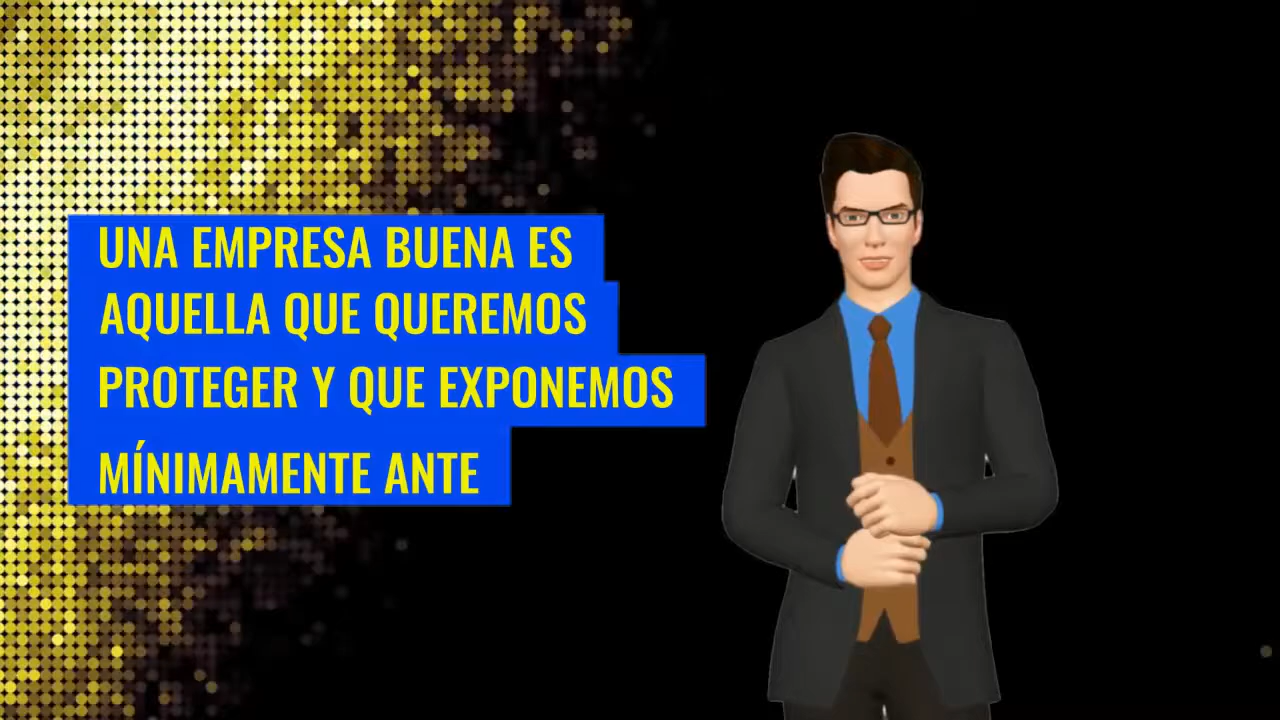 UNA EMPRESA BUENA ES
AQUELLA QUE QUEREMOS
PROTEGER Y QUE EXPONEMOS
MÍNIMAMENTE ANTE